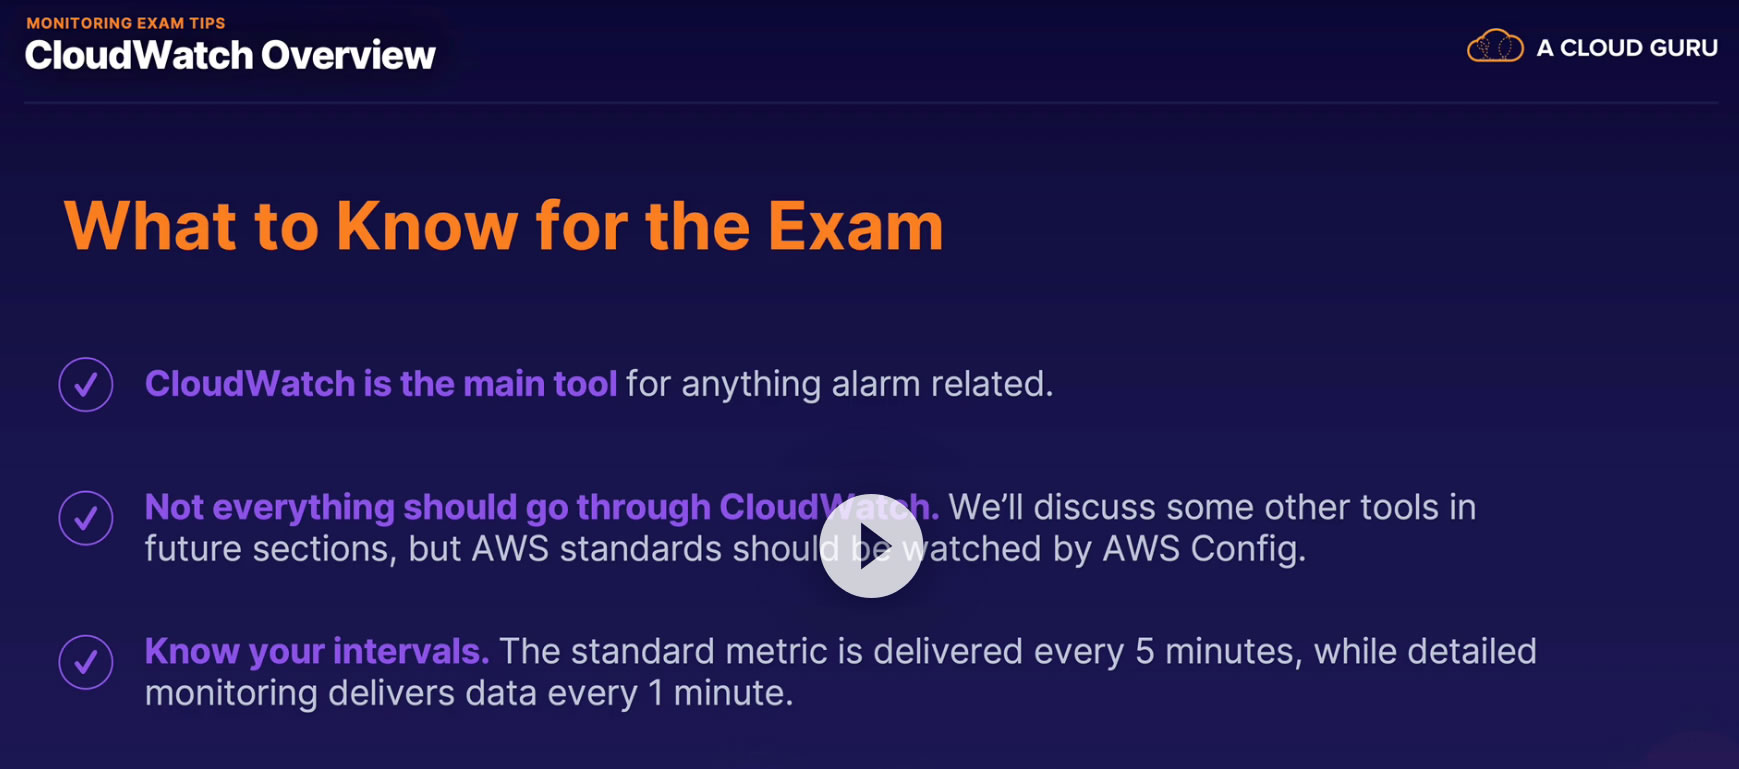 MONITORING EXAM TIPS
CloudWatch Overview
A CLOUD GURU
What to Know for the Exam
CloudWatch is the main tool for anything alarm related.
Not everything should go through CloudWatch. We'll discuss some other tools in
future sections, but AWS standards should be watched by AWS Config.
Know your intervals. The standard metric is delivered every 5 minutes, while detailed
monitoring delivers data every 1 minute.